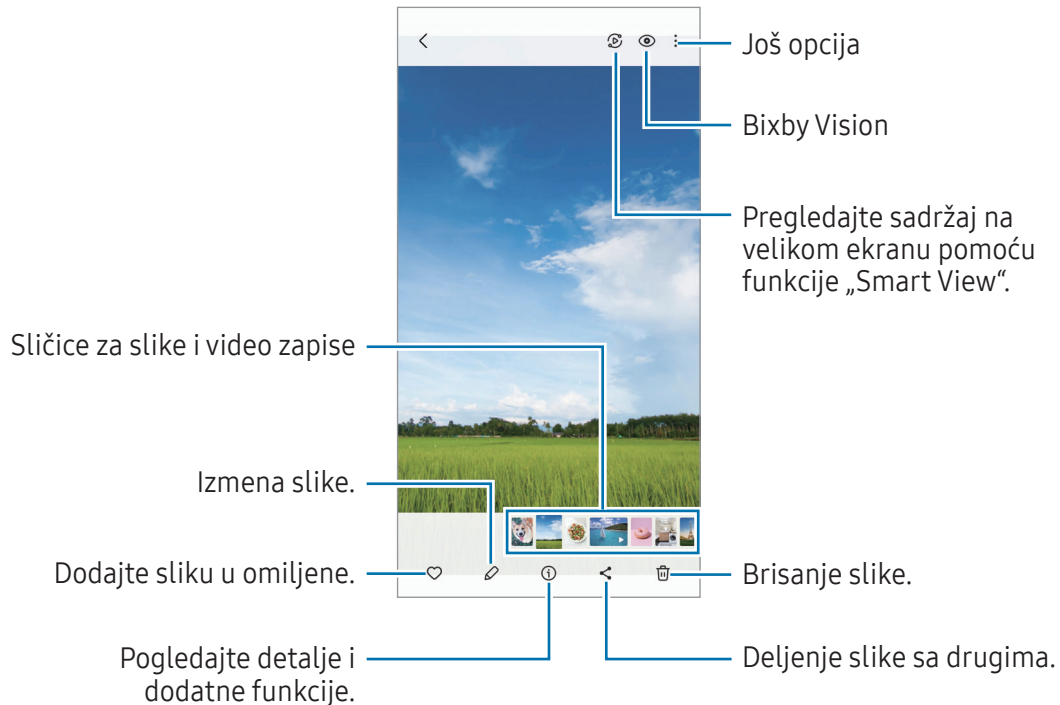 Još opcija
Bixby Vision
Pregledajte sadržaj na
velikom ekranu pomoću
funkcije „Smart View“.
Sličice za slike i video zapise
Izmena slike.
Dodajte sliku u omiljene.
Brisanje slike.
Pogledajte detalje i
dodatne funkcije.
Deljenje slike sa drugima.